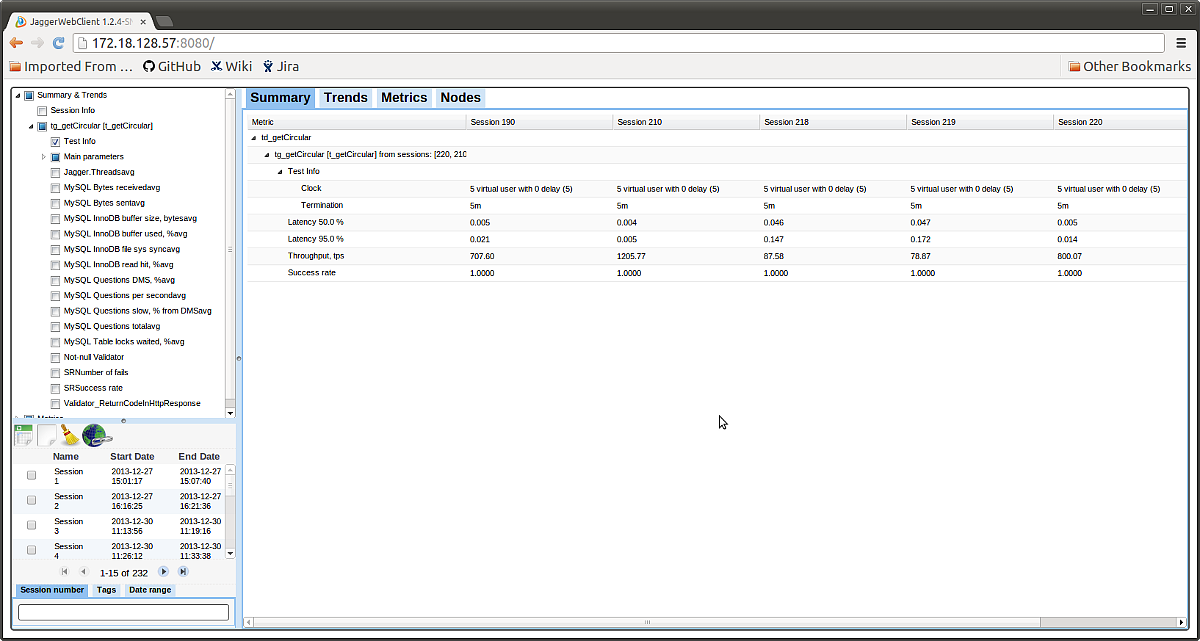 JaggerWebClient 1.2.4-SN
172.18.128.57:8080/
Imported From ... GitHub Wiki Jira Other Bookmarks
Summary & Trends
Session Info
tg_getCircular [t_getCircular]
Test Info
Main parameters
Jagger.Threadsavg
MySQL Bytes receivedavg
MySQL Bytes sentavg
MySQL InnoDB buffer size, bytesavg
MySQL InnoDB buffer used, %avg
MySQL InnoDB file sys syncavg
MySQL InnoDB read hit, %avg
MySQL Questions DMS, %avg
MySQL Questions per secondavg
MySQL Questions slow, % from DMSavg
MySQL Questions totalavg
MySQL Table locks waited, %avg
Not-null Validator
SRNumber of fails
SRSuccess rate
Validator_ReturnCodeInHttpResponse
Metrics
Name Start Date End Date
Session 2013-12-27 2013-12-27
1 15:01:17 15:07:40
Session 2013-12-27 2013-12-27
2 16:16:25 16:21:36
Session 2013-12-30 2013-12-30
3 11:13:56 11:19:16
Session 2013-12-30 2013-12-30
4 11:26:12 11:33:38
1-15 of 232
Session number Tags Date range
Summary Trends Metrics Nodes
Metric Session 190 Session 210 Session 218 Session 219 Session 220
td_getCircular
tg_getCircular [t_getCircular] from sessions: [220, 210
Test Info
Clock 5 virtual user with 0 delay (5) 5 virtual user with 0 delay (5) 5 virtual user with 0 delay (5) 5 virtual user with 0 delay (5) 5 virtual user with 0 delay (5)
Termination 5m 5m 5m 5m 5m
Latency 50.0 % 0.005 0.004 0.046 0.047 0.005
Latency 95.0 % 0.021 0.005 0.147 0.172 0.014
Throughput, tps 707.60 1205.77 87.58 78.87 800.07
Success rate 1.0000 1.0000 1.0000 1.0000 1.0000